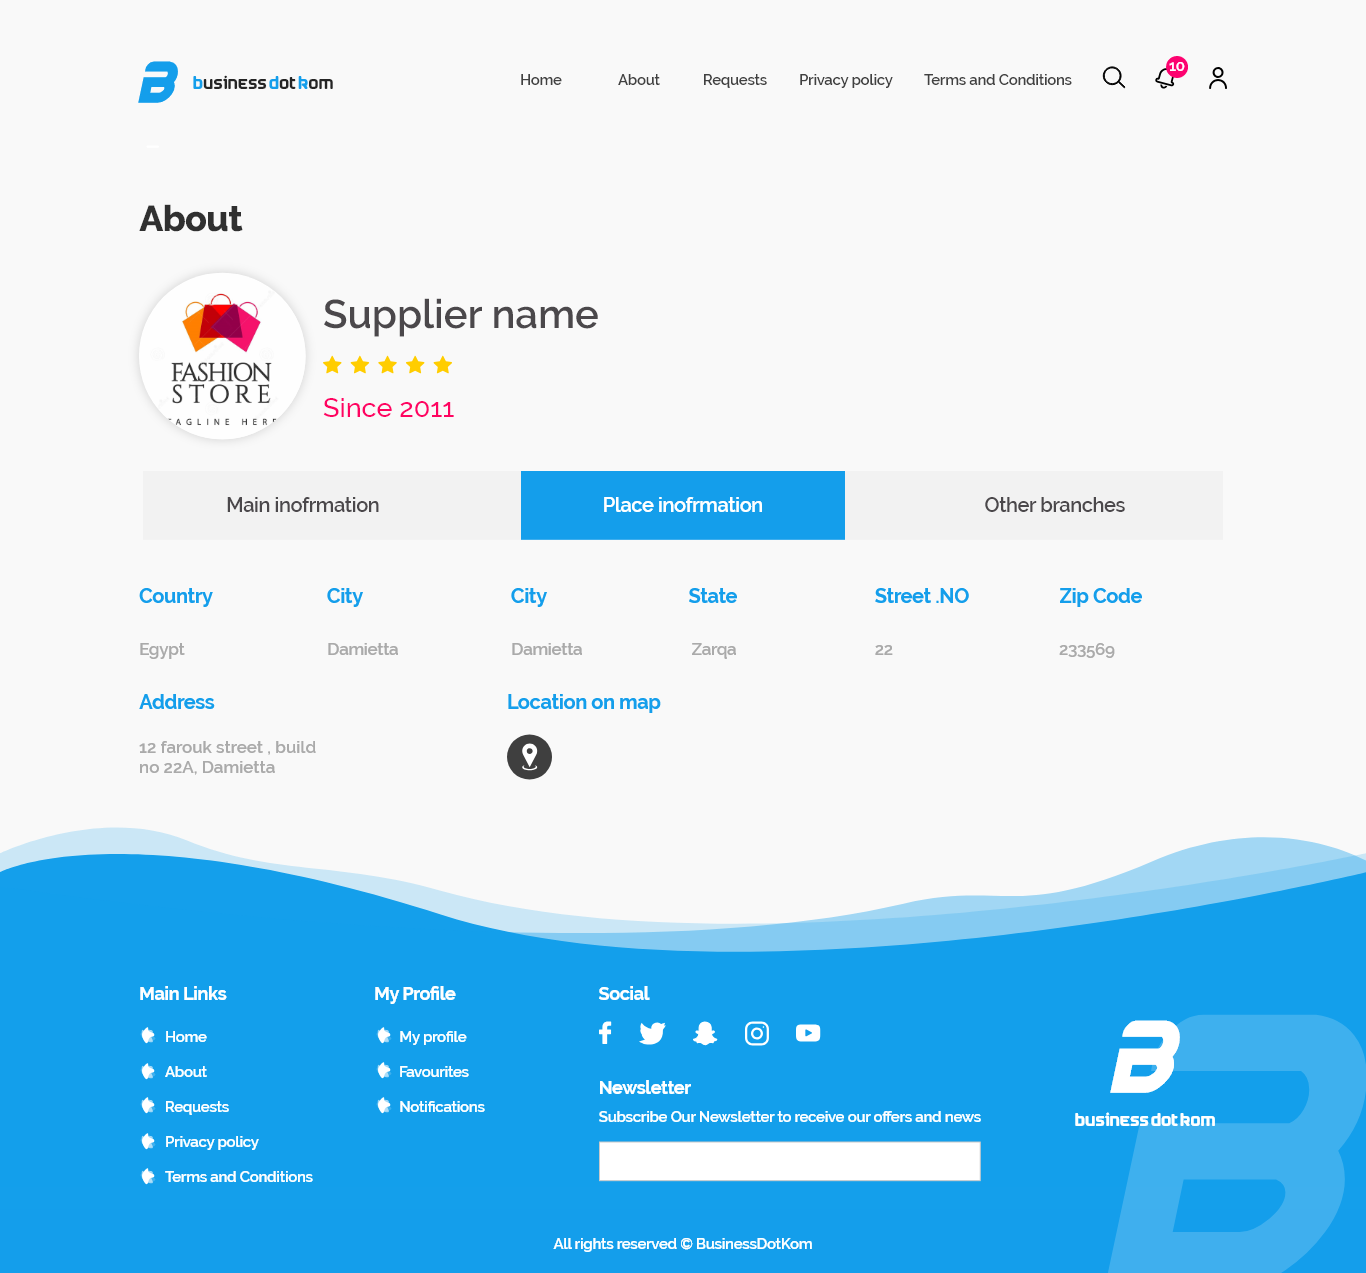 business dot kom
Home About Requests Privacy policy Terms and Conditions 10
About
FASHION
STORE
TAGLINE HERE
Supplier name
Since 2011
Main inofrmation Place inofrmation Other branches
Country City City State Street .NO Zip Code
Egypt Damietta Damietta Zarqa 22 233569
Address Location on map
12 farouk street , build
no 22A, Damietta
Main Links My Profile Social
Home My profile
About Favourites
Requests Notifications
Privacy policy
Terms and Conditions
Newsletter
Subscribe Our Newsletter to receive our offers and news
business dot kom
All rights reserved © BusinessDotKom